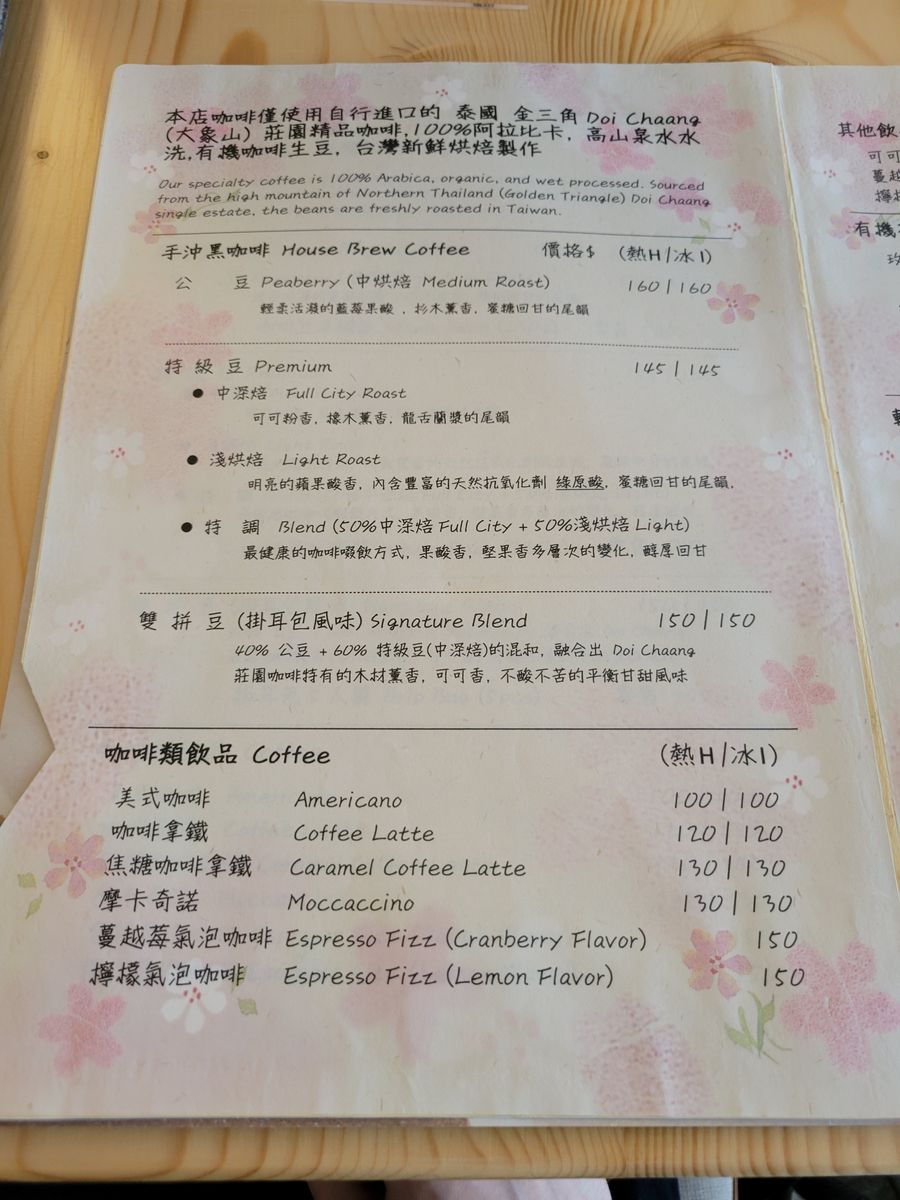 本店咖啡僅使用自行進口的 泰國 金三角 Doi Chaang
(大象山) 莊園精品咖啡,100%阿拉比卡, 高山泉水水
洗,有機咖啡生豆, 台灣新鮮烘焙製作
Our specialty coffee is 100% Arabica, organic, and wet processed. Sourced
from the high mountain of Northern Thailand (Golden Triangle) Doi Chaang
single estate, the beans are freshly roasted in Taiwan.
手沖黑咖啡 House Brew Coffee 價格$ (熱H/冰I)
公 豆 Peaberry (中烘焙 Medium Roast) 160 | 160
輕柔活潑的藍莓果酸 , 杉木薰香, 蜜糖回甘的尾韻
特 級 豆 Premium 145 | 145
● 中深焙 Full City Roast
可可粉香, 橡木薰香, 龍舌蘭漿的尾韻
● 淺烘焙 Light Roast
明亮的蘋果酸香, 內含豐富的天然抗氧化劑 綠原酸, 蜜糖回甘的尾韻.
● 特 調 Blend (50%中深焙 Full City + 50%淺烘焙 Light)
最健康的咖啡啜飲方式, 果酸香, 堅果香多層次的變化, 醇厚回甘
雙 拼 豆 (掛耳包風味) Signature Blend 150 | 150
40% 公豆 + 60% 特級豆(中深焙)的混和, 融合出 Doi Chaang
莊園咖啡特有的木材薰香, 可可香, 不酸不苦的平衡甘甜風味
咖啡類飲品 Coffee (熱H/冰I)
美式咖啡 Americano 100 | 100
咖啡拿鐵 Coffee Latte 120 | 120
焦糖咖啡拿鐵 Caramel Coffee Latte 130 | 130
摩卡奇諾 Moccaccino 130 | 130
蔓越莓氣泡咖啡 Espresso Fizz (Cranberry Flavor) 150
檸檬氣泡咖啡 Espresso Fizz (Lemon Flavor) 150
其他飲
可可
蔓越
檸檬
有機